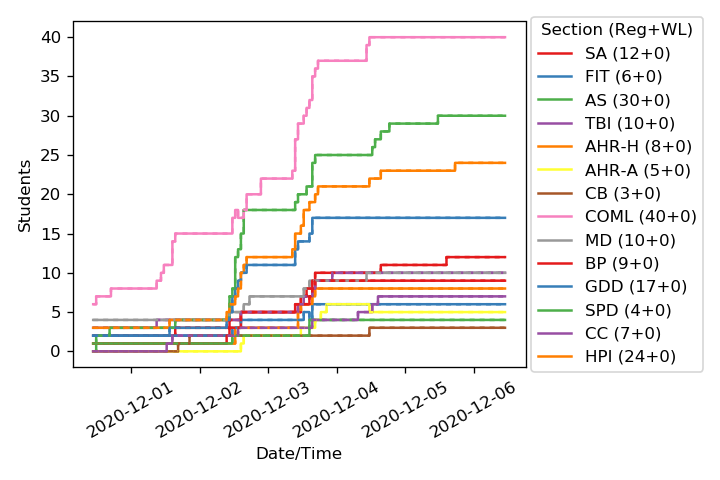 Section (Reg+WL)
SA (12+0)
FIT (6+0)
AS (30+0)
TBI (10+0)
AHR-H (8+0)
AHR-A (5+0)
CB (3+0)
COML (40+0)
MD (10+0)
BP (9+0)
GDD (17+0)
SPD (4+0)
CC (7+0)
HPI (24+0)
Students
40
35
30
25
20
15
10
5
0
2020-12-01
2020-12-02
2020-12-03
2020-12-04
2020-12-05
2020-12-06
Date/Time